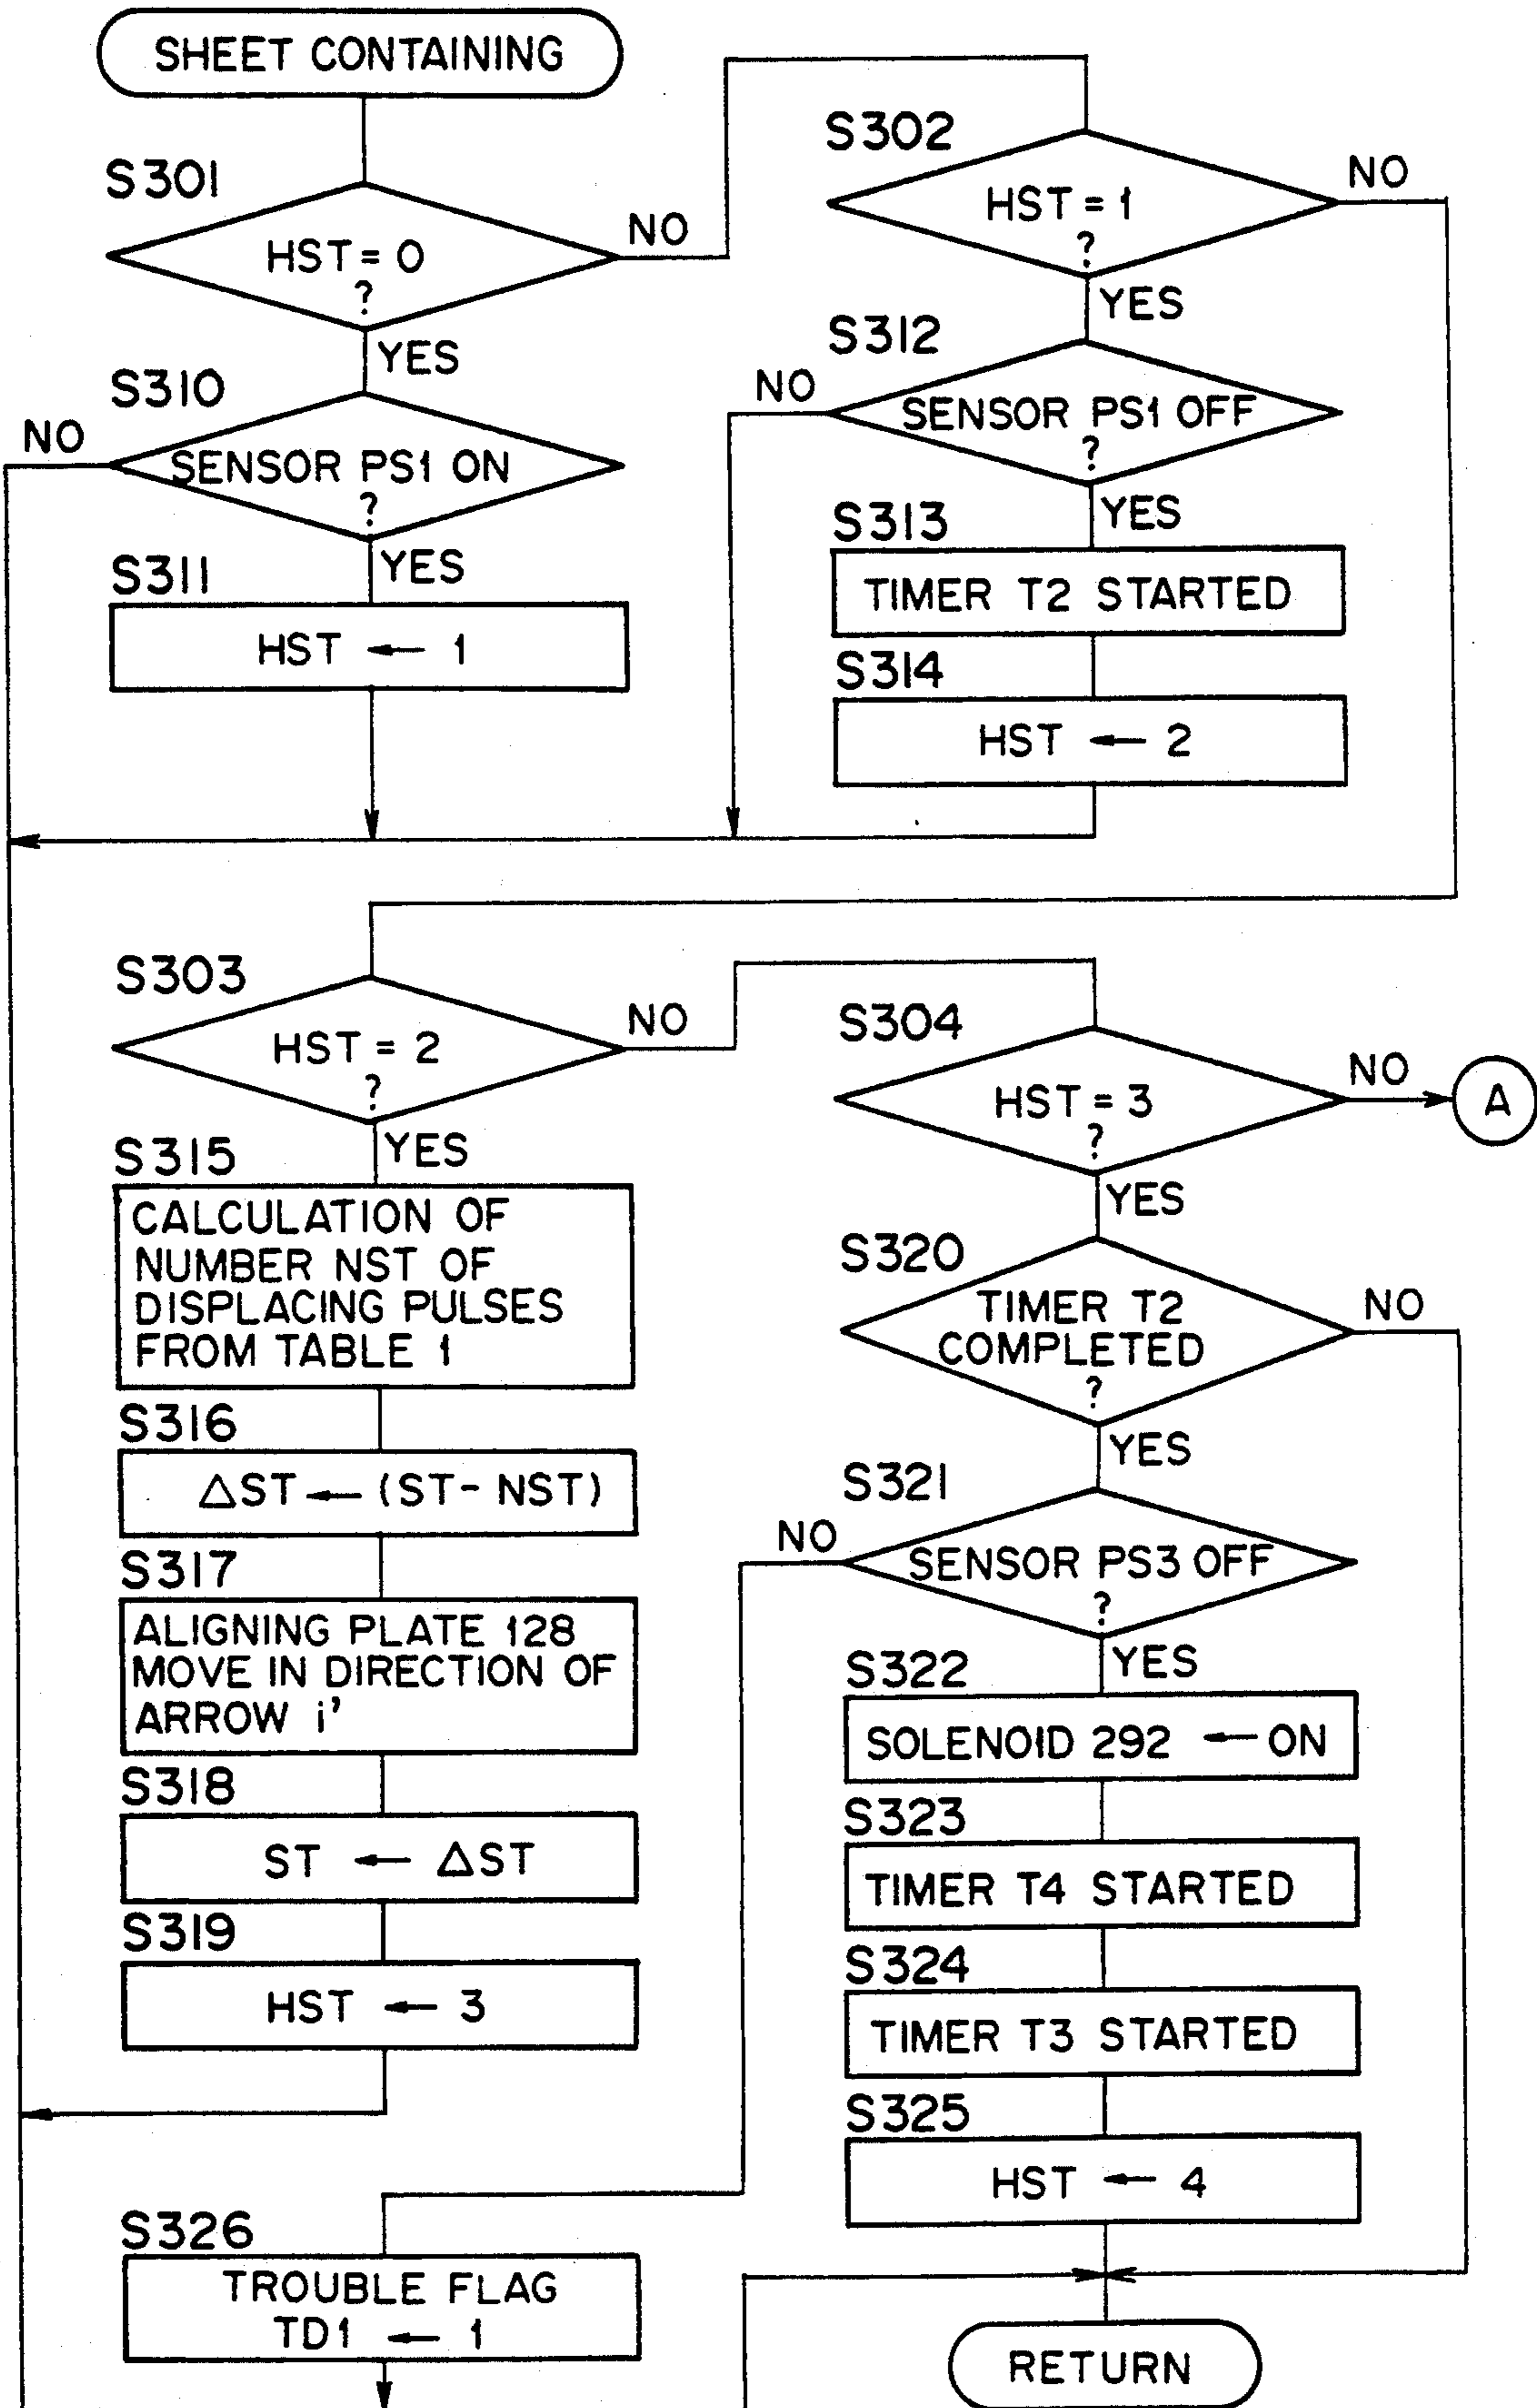 SHEET CONTAINING
S301
HST = 0
?
NO
YES
S310
NO
SENSOR PS1 ON
?
YES
S311
HST ← 1
S302
HST = 1
?
NO
YES
S312
NO
SENSOR PS1 OFF
?
YES
S313
TIMER T2 STARTED
S314
HST ← 2
S303
HST = 2
?
NO
YES
S315
CALCULATION OF
NUMBER NST OF
DISPLACING PULSES
FROM TABLE 1
S316
△ST ← (ST - NST)
S317
ALIGNING PLATE 128
MOVE IN DIRECTION OF
ARROW i'
S318
ST ← △ST
S319
HST ← 3
S304
HST = 3
?
NO
A
YES
S320
TIMER T2
COMPLETED
?
NO
YES
S321
NO
SENSOR PS3 OFF
?
YES
S322
SOLENOID 292 ← ON
S323
TIMER T4 STARTED
S324
TIMER T3 STARTED
S325
HST ← 4
S326
TROUBLE FLAG
TD1 ← 1
RETURN